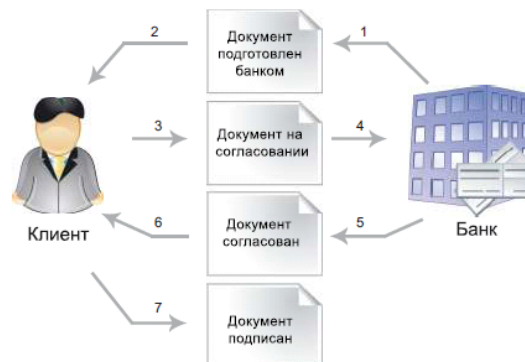 2
Документ
подготовлен
банком
1
3
Документ на
согласовании
4
Клиент
6
Документ
согласован
5
Банк
7
Документ
подписан